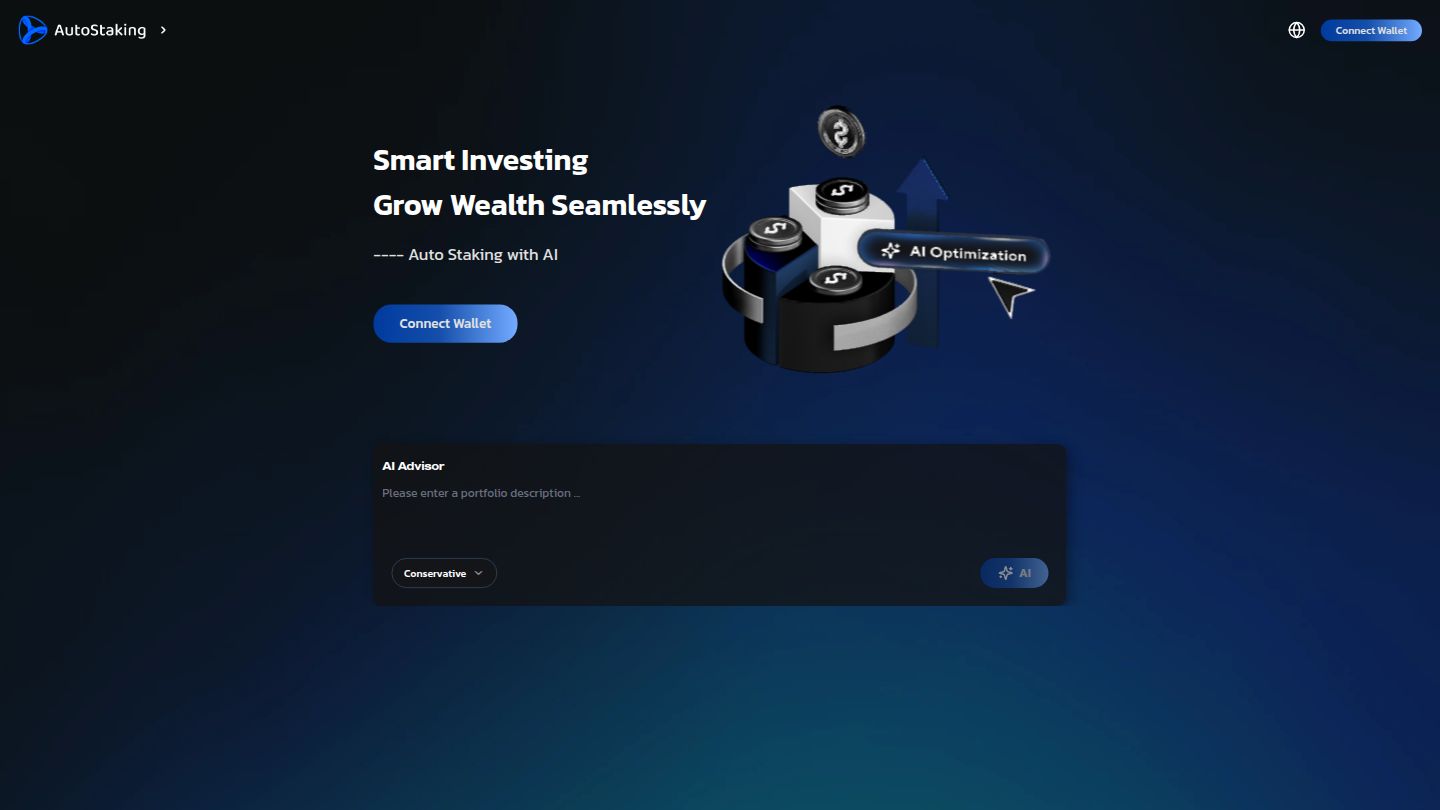 AutoStaking
Connect Wallet
Smart Investing
Grow Wealth Seamlessly
---- Auto Staking with AI
Connect Wallet
AI Optimization
AI Advisor
Please enter a portfolio description ...
Conservative
AI